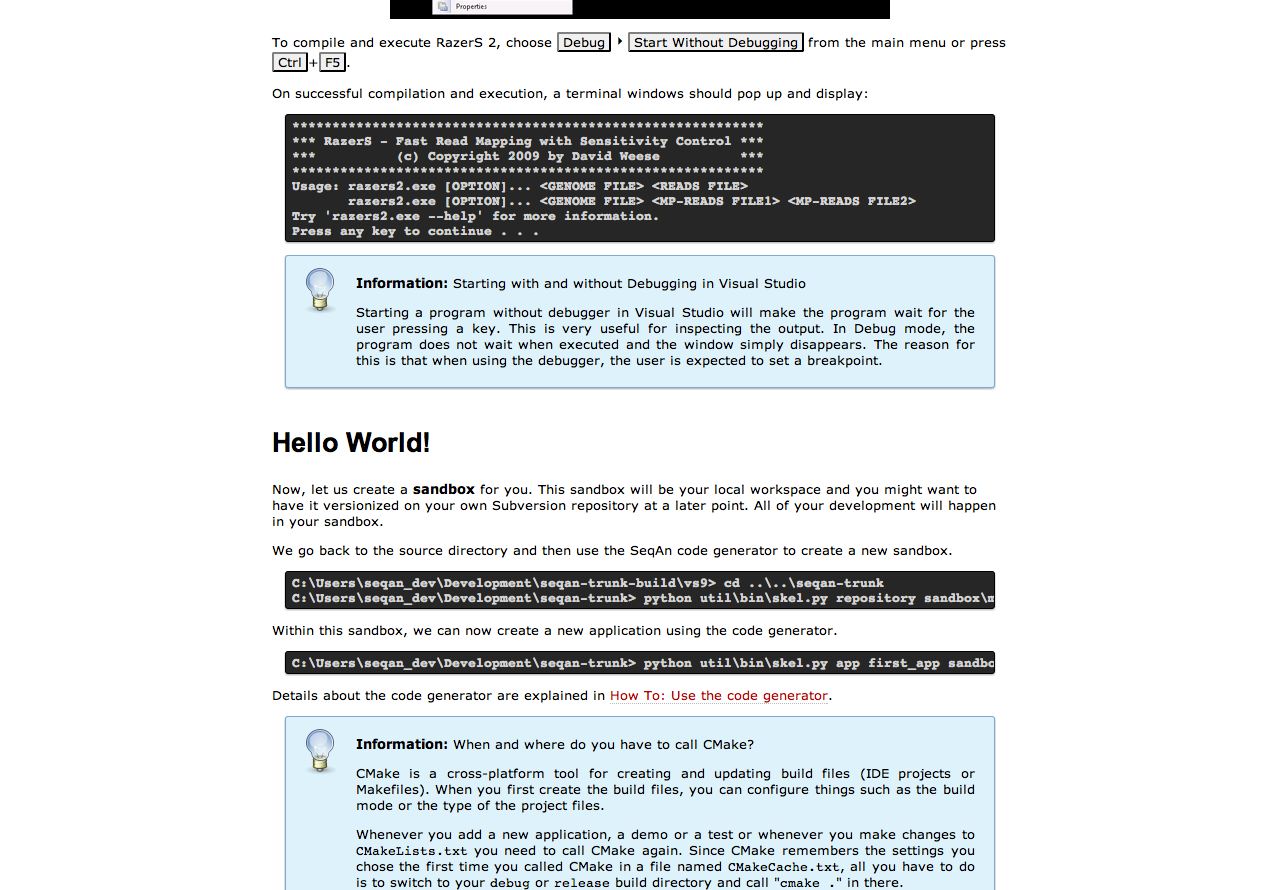 Properties
To compile and execute RazerS 2, choose Debug ‣ Start Without Debugging from the main menu or press
Ctrl+F5.
On successful compilation and execution, a terminal windows should pop up and display:
***********************************************************
*** RazerS - Fast Read Mapping with Sensitivity Control ***
***          (c) Copyright 2009 by David Weese          ***
***********************************************************
Usage: razers2.exe [OPTION]... <GENOME FILE> <READS FILE>
       razers2.exe [OPTION]... <GENOME FILE> <MP-READS FILE1> <MP-READS FILE2>
Try 'razers2.exe --help' for more information.
Press any key to continue . . .
Information: Starting with and without Debugging in Visual Studio
Starting a program without debugger in Visual Studio will make the program wait for the
user pressing a key. This is very useful for inspecting the output. In Debug mode, the
program does not wait when executed and the window simply disappears. The reason for
this is that when using the debugger, the user is expected to set a breakpoint.
Hello World!
Now, let us create a sandbox for you. This sandbox will be your local workspace and you might want to
have it versionized on your own Subversion repository at a later point. All of your development will happen
in your sandbox.
We go back to the source directory and then use the SeqAn code generator to create a new sandbox.
C:\Users\seqan_dev\Development\seqan-trunk-build\vs9> cd ..\..\seqan-trunk
C:\Users\seqan_dev\Development\seqan-trunk> python util\bin\skel.py repository sandbox\
Within this sandbox, we can now create a new application using the code generator.
C:\Users\seqan_dev\Development\seqan-trunk> python util\bin\skel.py app first_app sandb
Details about the code generator are explained in How To: Use the code generator.
Information: When and where do you have to call CMake?
CMake is a cross-platform tool for creating and updating build files (IDE projects or
Makefiles). When you first create the build files, you can configure things such as the build
mode or the type of the project files.
Whenever you add a new application, a demo or a test or whenever you make changes to
CMakeLists.txt you need to call CMake again. Since CMake remembers the settings you
chose the first time you called CMake in a file named CMakeCache.txt, all you have to do
is to switch to your debug or release build directory and call "cmake ." in there.